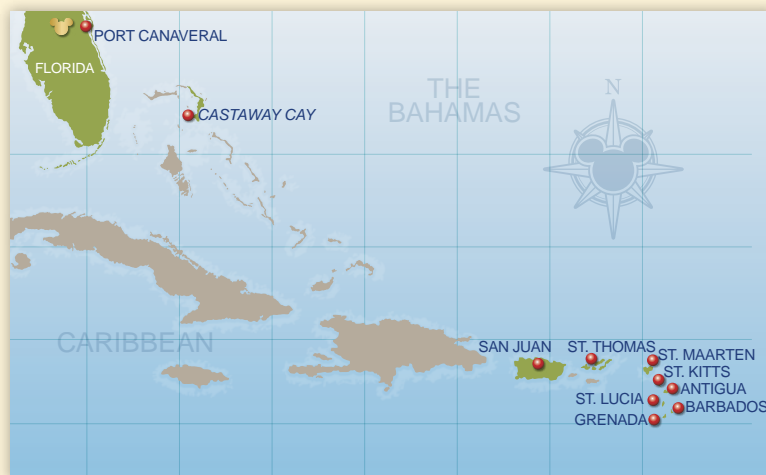 PORT CANAVERAL
FLORIDA
THE
BAHAMAS
N
CASTAWAY CAY
CARIBBEAN
SAN JUAN
ST. THOMAS
ST. MAARTEN
ST. KITTS
ANTIGUA
ST. LUCIA
BARBADOS
GRENADA